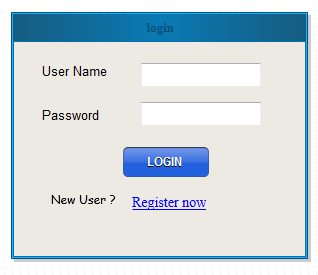 login
User Name
Password
LOGIN
New User ? Register now